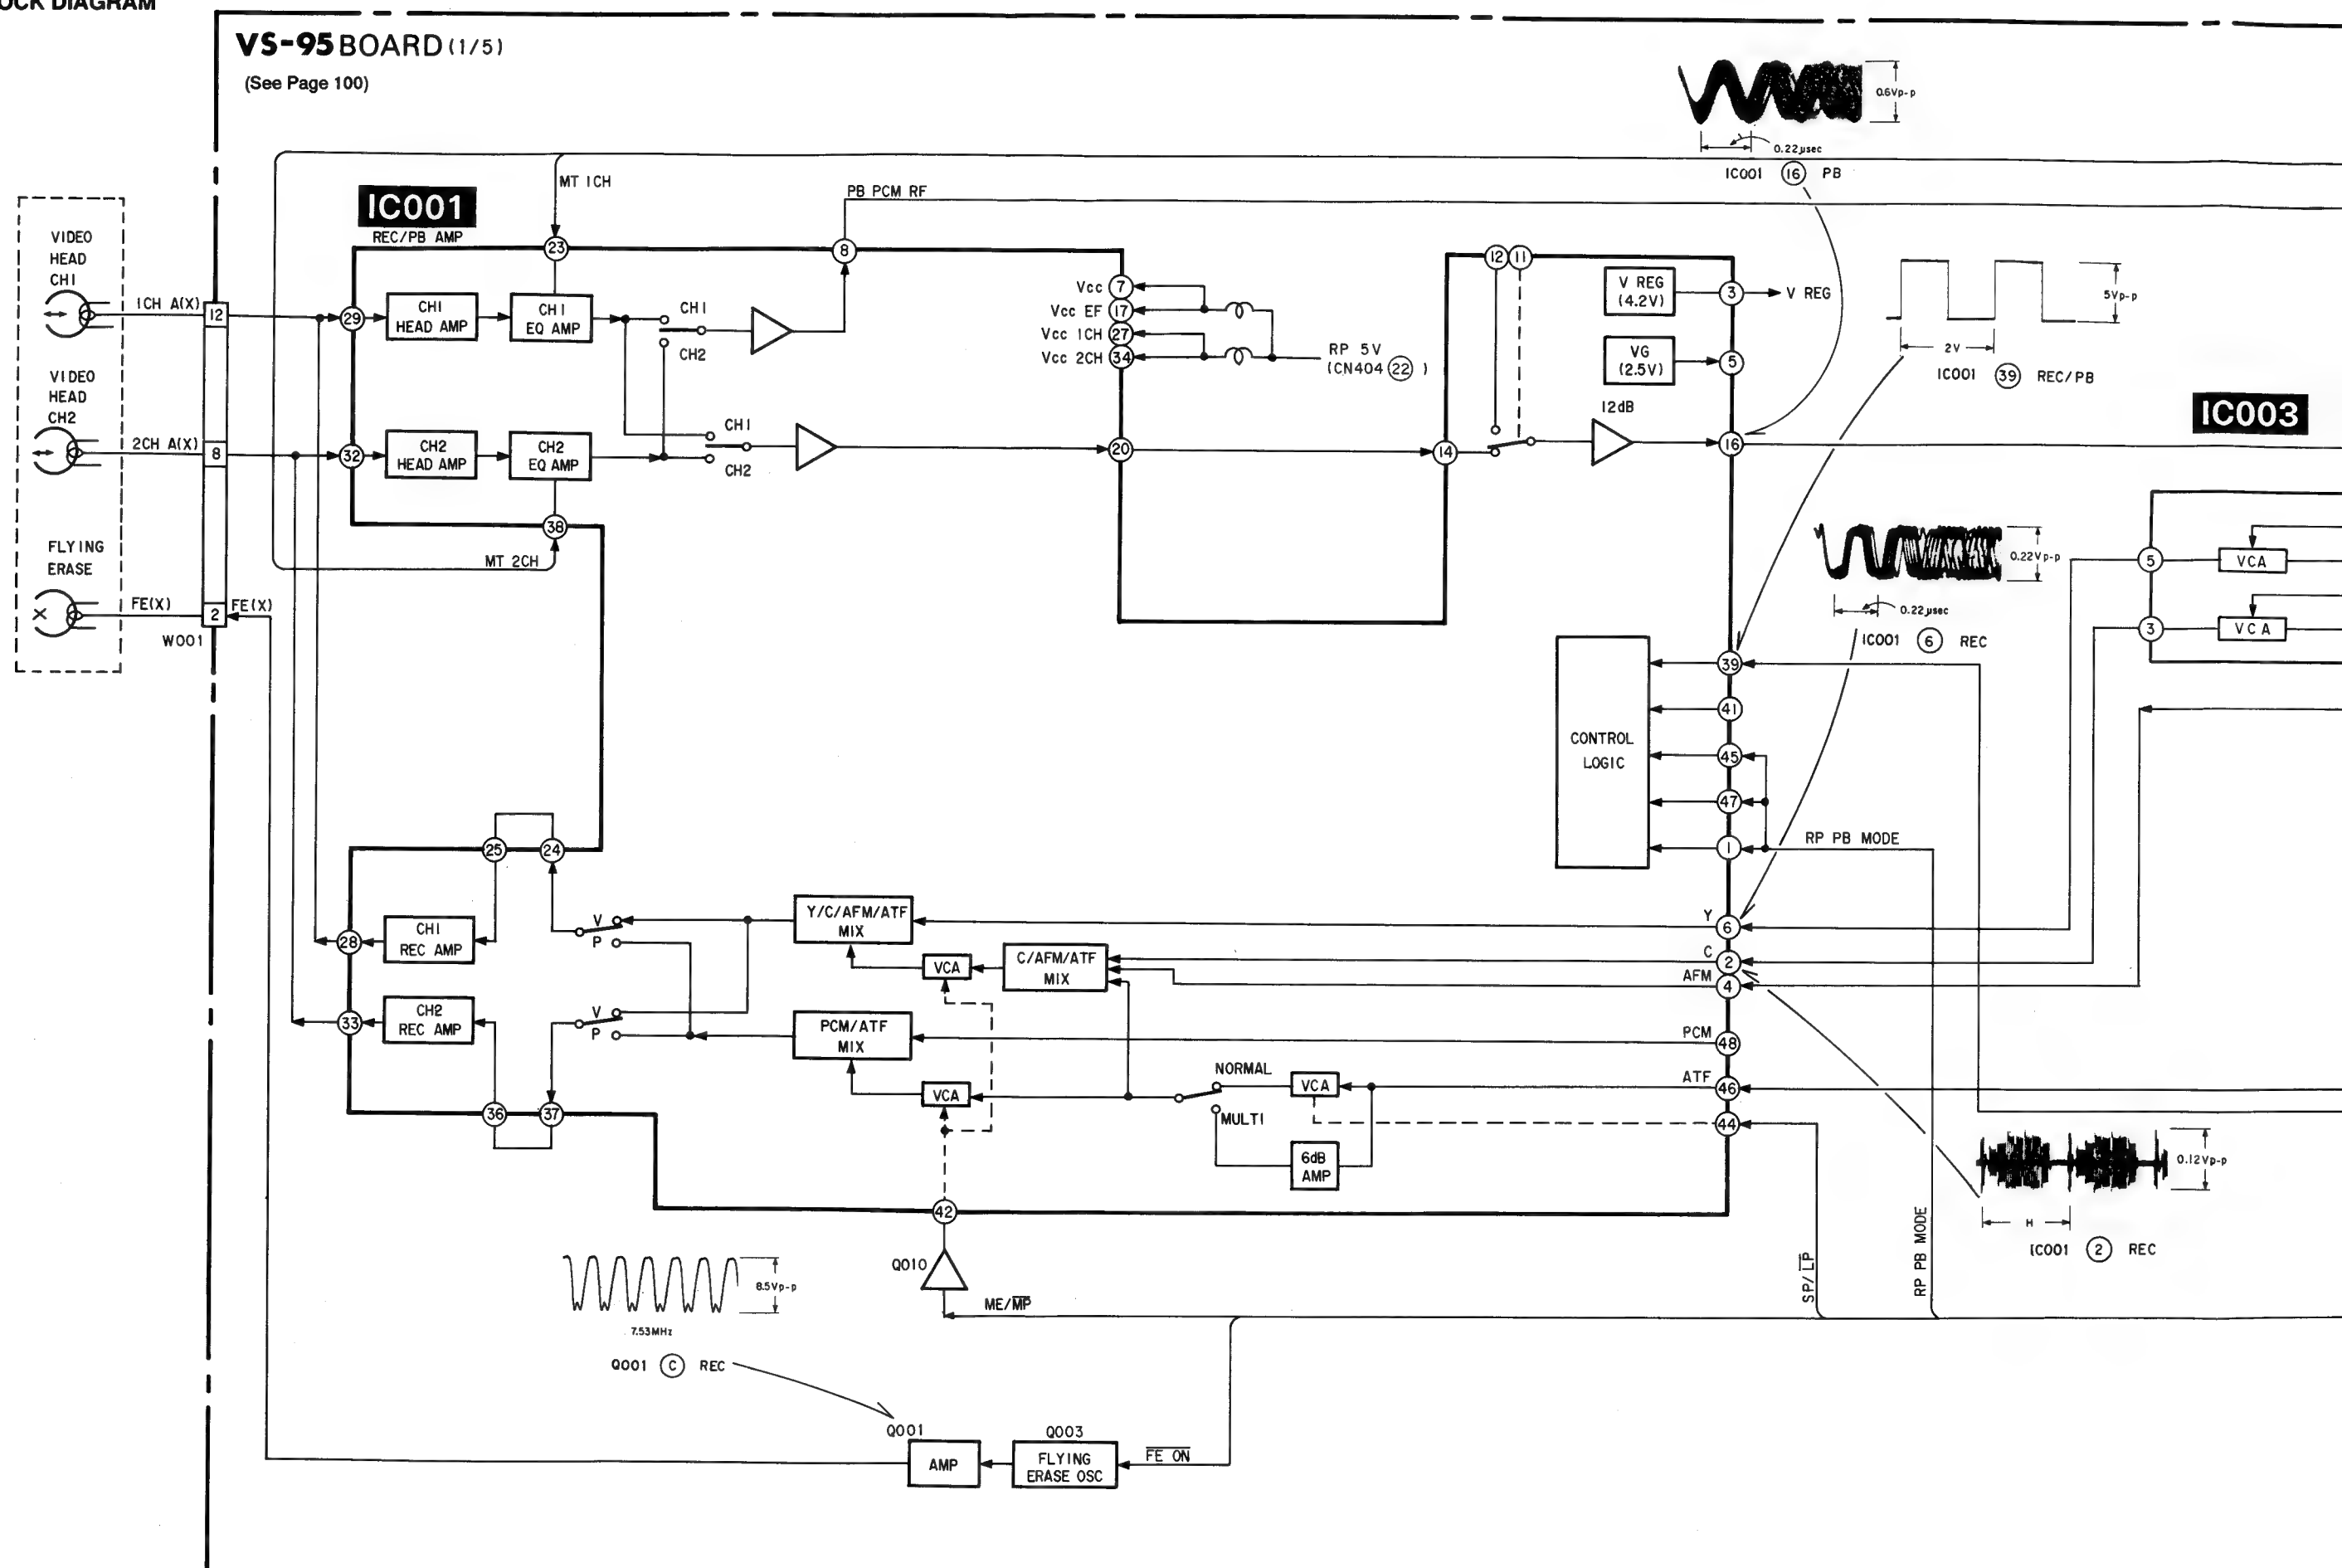 OCK DIAGRAM
VS-95 BOARD (1/5)
(See Page 100)
0.6Vp-p
0.22μsec
IC001 16 PB
MT 1CH
PB PCM RF
IC001
REC/PB AMP
23
8
12
11
VIDEO
HEAD
CH1
1CH A(X)
12
29
CH1
HEAD AMP
CH1
EQ AMP
CH1
CH2
Vcc 7
Vcc EF 17
Vcc 1CH 27
Vcc 2CH 34
RP 5V
(CN404 22 )
V REG
(4.2V)
3
V REG
VG
(2.5V)
5
5Vp-p
2V
IC001 39 REC/PB
VIDEO
HEAD
CH2
2CH A(X)
8
32
CH2
HEAD AMP
CH2
EQ AMP
CH1
CH2
20
14
12dB
16
IC003
38
MT 2CH
FLYING
ERASE
FE(X)
2
FE(X)
W001
0.22Vp-p
0.22μsec
IC001 6 REC
5
VCA
3
VCA
CONTROL
LOGIC
39
41
45
47
1
RP PB MODE
25
24
28
CH1
REC AMP
V
P
Y/C/AFM/ATF
MIX
Y
6
VCA
C/AFM/ATF
MIX
C
2
AFM
4
33
CH2
REC AMP
V
P
PCM/ATF
MIX
PCM
48
VCA
NORMAL
MULTI
VCA
ATF
46
44
6dB
AMP
36
37
42
0.12Vp-p
H
IC001 2 REC
8.5Vp-p
7.53MHz
Q001 C REC
Q010
ME/MP
SP/LP
RP PB MODE
Q001
AMP
Q003
FLYING
ERASE OSC
FE ON